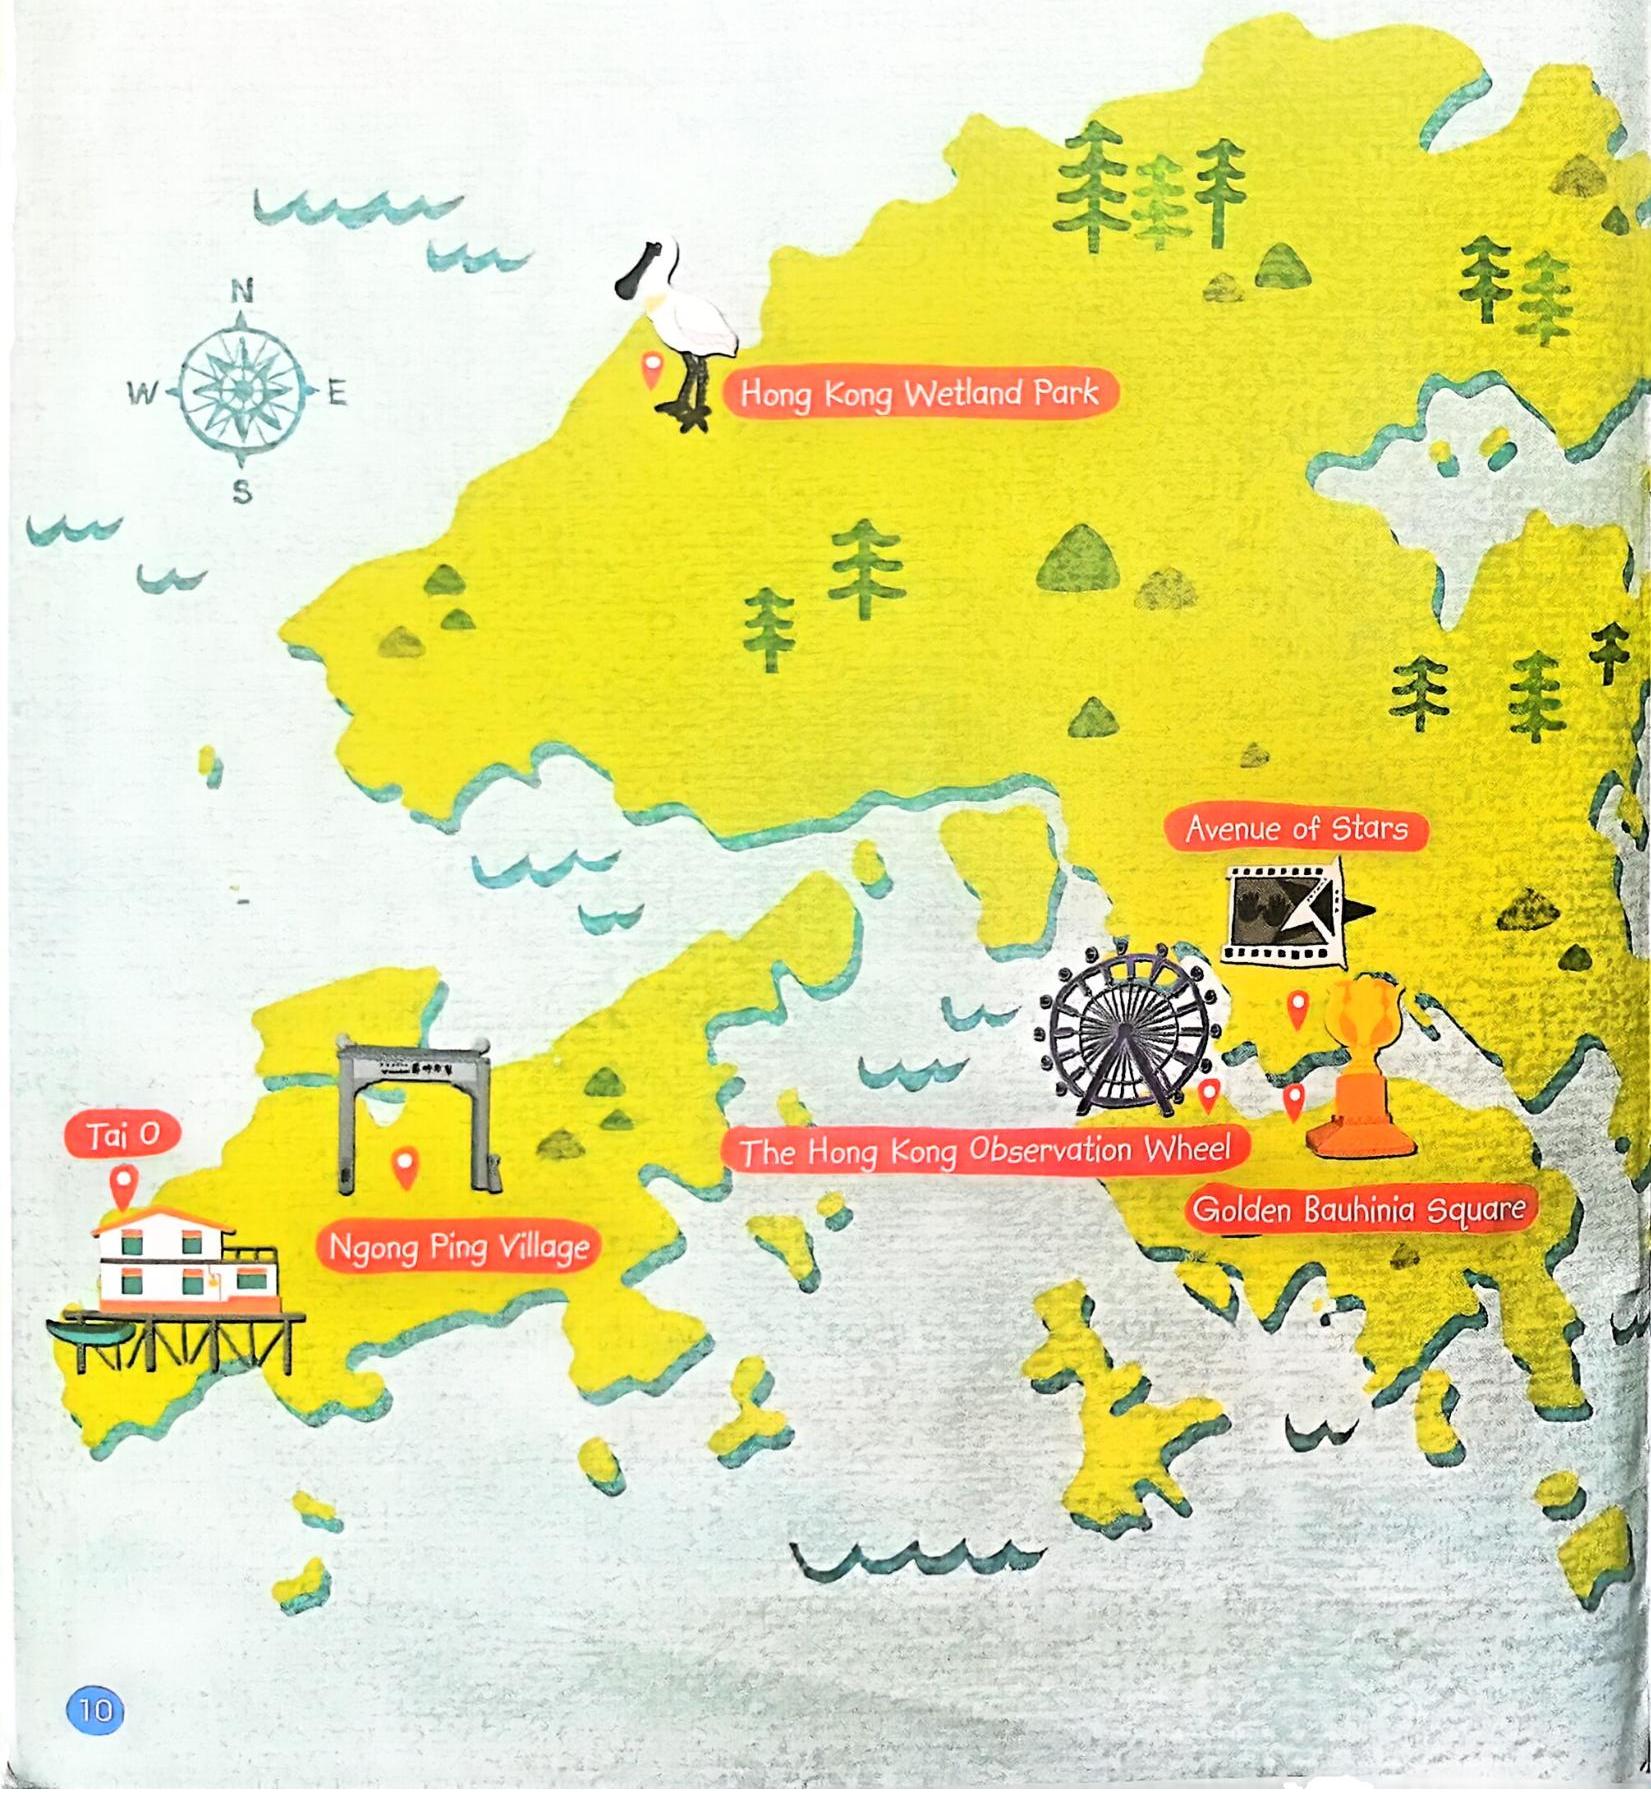 N
W E
S
Hong Kong Wetland Park
Avenue of Stars
Tai O
The Hong Kong Observation Wheel
Golden Bauhinia Square
Ngong Ping Village
10